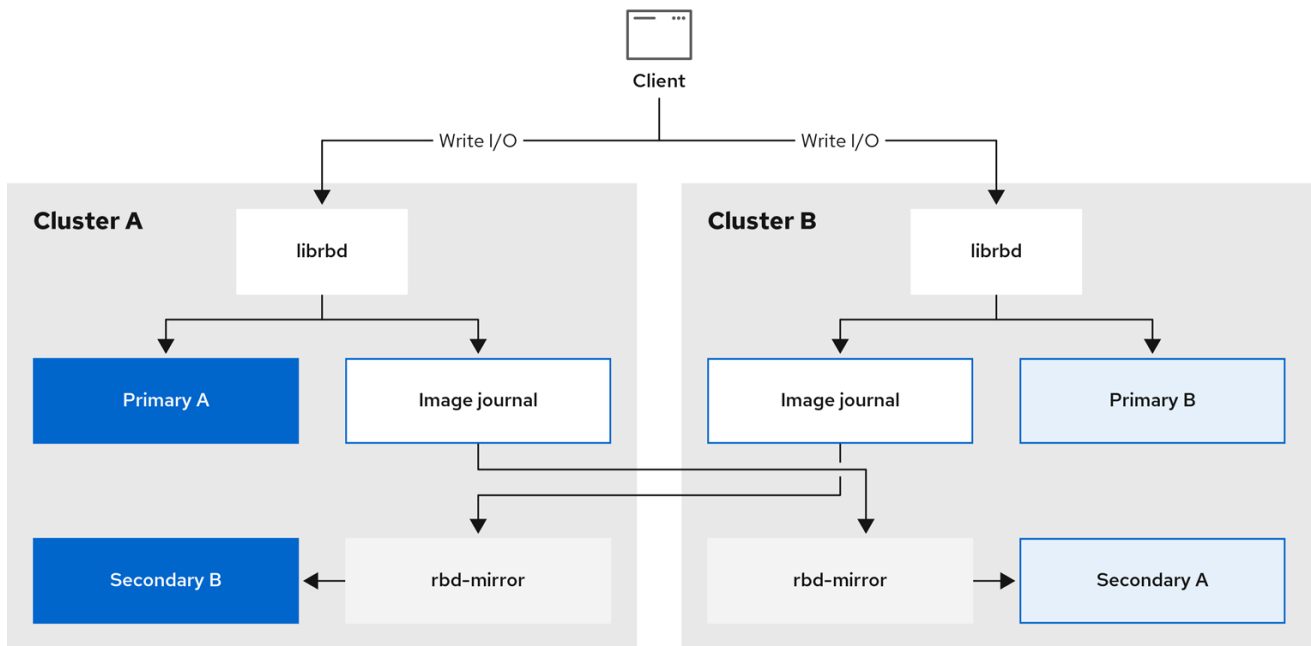 Client
Write I/O
Write I/O
Cluster A
librbd
Cluster B
librbd
Primary A
Image journal
Image journal
Primary B
Secondary B
rbd-mirror
rbd-mirror
Secondary A